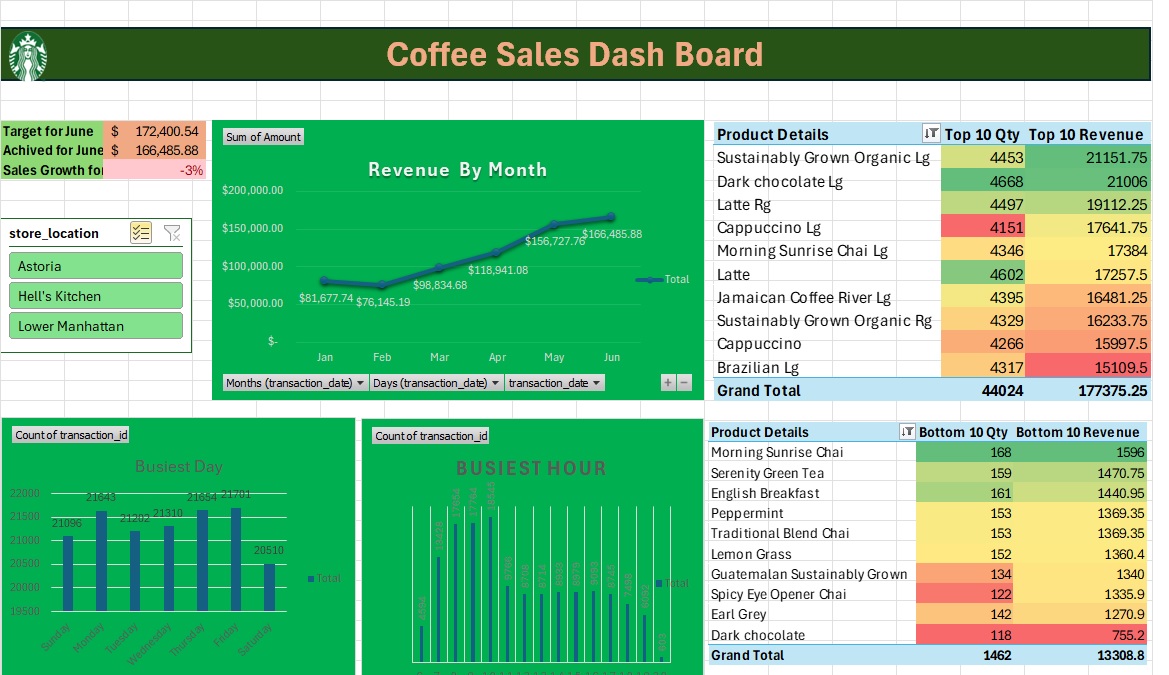 Coffee Sales Dash Board
Target for June $ 172,400.54
Achived for June $ 166,485.88
Sales Growth for -3%
store_location
Astoria
Hell's Kitchen
Lower Manhattan
Sum of Amount
Revenue By Month
$200,000.00
$150,000.00
$100,000.00
$50,000.00
$-
$81,677.74
$76,145.19
$98,834.68
$118,941.08
$156,727.76
$166,485.88
Total
Jan Feb Mar Apr May Jun
Months (transaction_date) Days (transaction_date) transaction_date
Product Details Top 10 Qty Top 10 Revenue
Sustainably Grown Organic Lg 4453 21151.75
Dark chocolate Lg 4668 21006
Latte Rg 4497 19112.25
Cappuccino Lg 4151 17641.75
Morning Sunrise Chai Lg 4346 17384
Latte 4602 17257.5
Jamaican Coffee River Lg 4395 16481.25
Sustainably Grown Organic Rg 4329 16233.75
Cappuccino 4266 15997.5
Brazilian Lg 4317 15109.5
Grand Total 44024 177375.25
Count of transaction_id
Busiest Day
22000
21500
21000
20500
20000
19500
21096
21643
21202
21310
21654
21701
20510
Total
Sunday Monday Tuesday Wednesday Thursday Friday Saturday
Count of transaction_id
BUSIEST HOUR
Total
Product Details Bottom 10 Qty Bottom 10 Revenue
Morning Sunrise Chai 168 1596
Serenity Green Tea 159 1470.75
English Breakfast 161 1440.95
Peppermint 153 1369.35
Traditional Blend Chai 153 1369.35
Lemon Grass 152 1360.4
Guatemalan Sustainably Grown 134 1340
Spicy Eye Opener Chai 122 1335.9
Earl Grey 142 1270.9
Dark chocolate 118 755.2
Grand Total 1462 13308.8